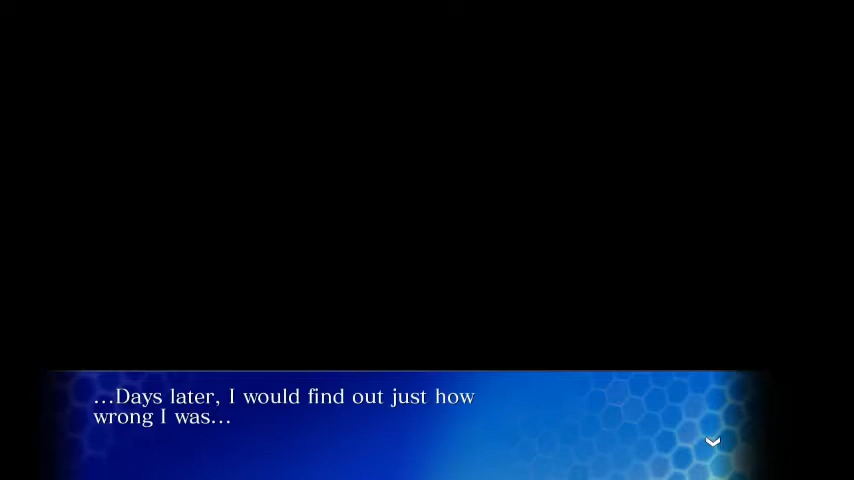 …Days later, I would find out just how
wrong I was…